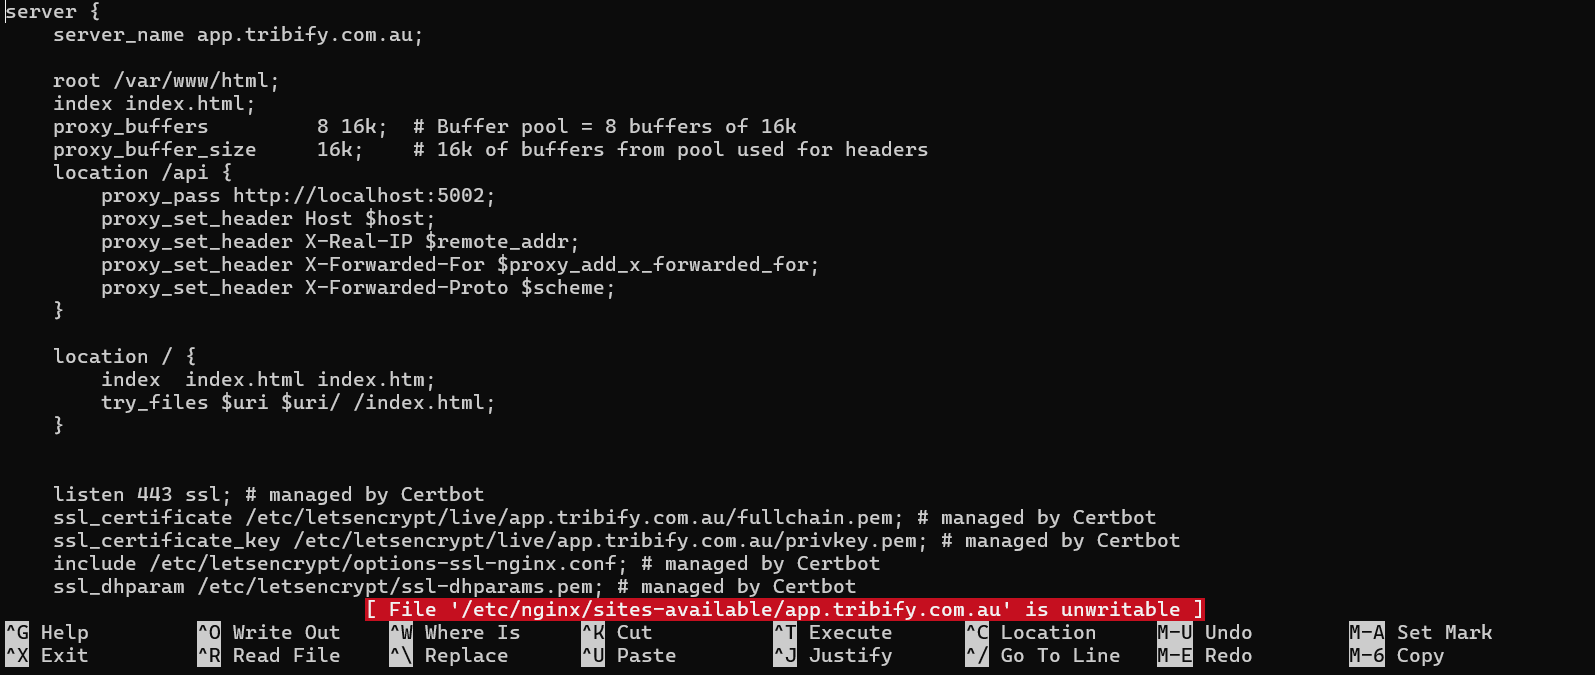 server {
    server_name app.tribify.com.au;
    root /var/www/html;
    index index.html;
    proxy_buffers         8 16k;  # Buffer pool = 8 buffers of 16k
    proxy_buffer_size     16k;    # 16k of buffers from pool used for headers
    location /api {
        proxy_pass http://localhost:5002;
        proxy_set_header Host $host;
        proxy_set_header X-Real-IP $remote_addr;
        proxy_set_header X-Forwarded-For $proxy_add_x_forwarded_for;
        proxy_set_header X-Forwarded-Proto $scheme;
    }
    location / {
        index  index.html index.htm;
        try_files $uri $uri/ /index.html;
    }
    listen 443 ssl; # managed by Certbot
    ssl_certificate /etc/letsencrypt/live/app.tribify.com.au/fullchain.pem; # managed by Certbot
    ssl_certificate_key /etc/letsencrypt/live/app.tribify.com.au/privkey.pem; # managed by Certbot
    include /etc/letsencrypt/options-ssl-nginx.conf; # managed by Certbot
    ssl_dhparam /etc/letsencrypt/ssl-dhparams.pem; # managed by Certbot
[ File '/etc/nginx/sites-available/app.tribify.com.au' is unwritable ]
^G Help         ^O Write Out    ^W Where Is     ^K Cut          ^T Execute      ^C Location     M-U Undo        M-A Set Mark
^X Exit         ^R Read File    ^\ Replace      ^U Paste        ^J Justify      ^/ Go To Line   M-E Redo        M-6 Copy